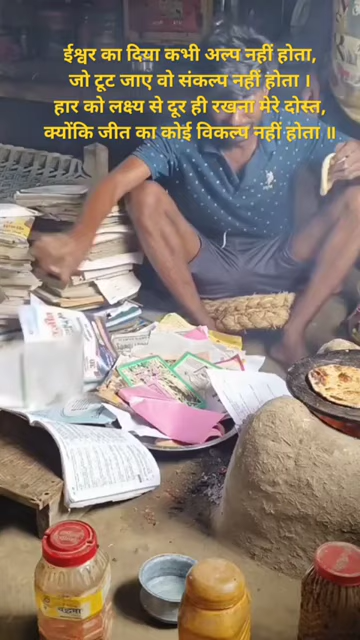 ईश्वर का दिया कभी अल्प नहीं होता,
जो टूट जाए वो संकल्प नहीं होता ।
हार को लक्ष्य से दूर ही रखना मेरे दोस्त,
क्योंकि जीत का कोई विकल्प नहीं होता ॥